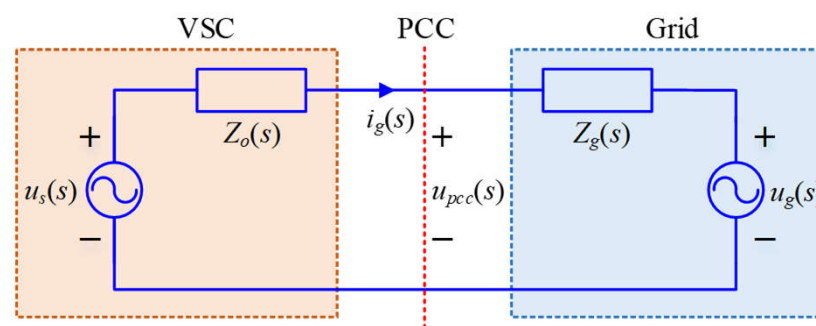 VSC PCC Grid
Z_o(s) i_g(s) Z_g(s)
+ + +
u_s(s) u_pcc(s) u_g(s)
− − −